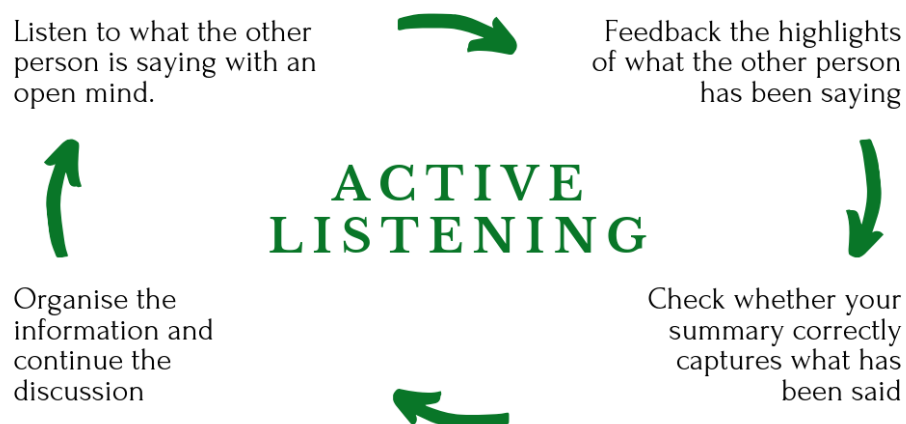 Listen to what the other
person is saying with an
open mind.
Feedback the highlights
of what the other person
has been saying
ACTIVE
LISTENING
Check whether your
summary correctly
captures what has
been said
Organise the
information and
continue the
discussion